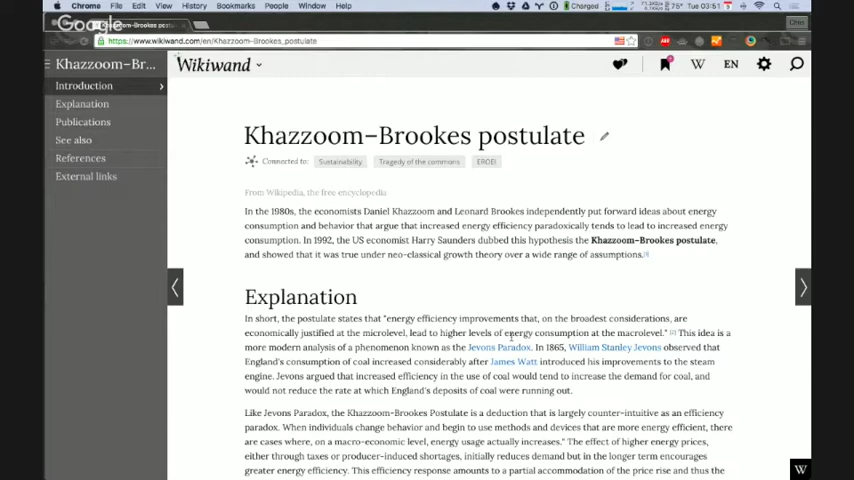 Chrome File Edit View History Bookmarks People Window Help Charged 75° Tue 03:51
Google
Khazzoom-Brookes postu
Chris
https://www.wikiwand.com/en/Khazzoom-Brookes_postulate
Khazzoom–Br...
Introduction
Explanation
Publications
See also
References
External links
Wikiwand
W EN
Khazzoom–Brookes postulate
Connected to: Sustainability Tragedy of the commons EROEI
From Wikipedia, the free encyclopedia
In the 1980s, the economists Daniel Khazzoom and Leonard Brookes independently put forward ideas about energy
consumption and behavior that argue that increased energy efficiency paradoxically tends to lead to increased energy
consumption. In 1992, the US economist Harry Saunders dubbed this hypothesis the Khazzoom–Brookes postulate,
and showed that it was true under neo-classical growth theory over a wide range of assumptions.
Explanation
In short, the postulate states that "energy efficiency improvements that, on the broadest considerations, are
economically justified at the microlevel, lead to higher levels of energy consumption at the macrolevel." [2] This idea is a
more modern analysis of a phenomenon known as the Jevons Paradox. In 1865, William Stanley Jevons observed that
England's consumption of coal increased considerably after James Watt introduced his improvements to the steam
engine. Jevons argued that increased efficiency in the use of coal would tend to increase the demand for coal, and
would not reduce the rate at which England's deposits of coal were running out.
Like Jevons Paradox, the Khazzoom-Brookes Postulate is a deduction that is largely counter-intuitive as an efficiency
paradox. When individuals change behavior and begin to use methods and devices that are more energy efficient, there
are cases where, on a macro-economic level, energy usage actually increases." The effect of higher energy prices,
either through taxes or producer-induced shortages, initially reduces demand but in the longer term encourages
greater energy efficiency. This efficiency response amounts to a partial accommodation of the price rise and thus the
W